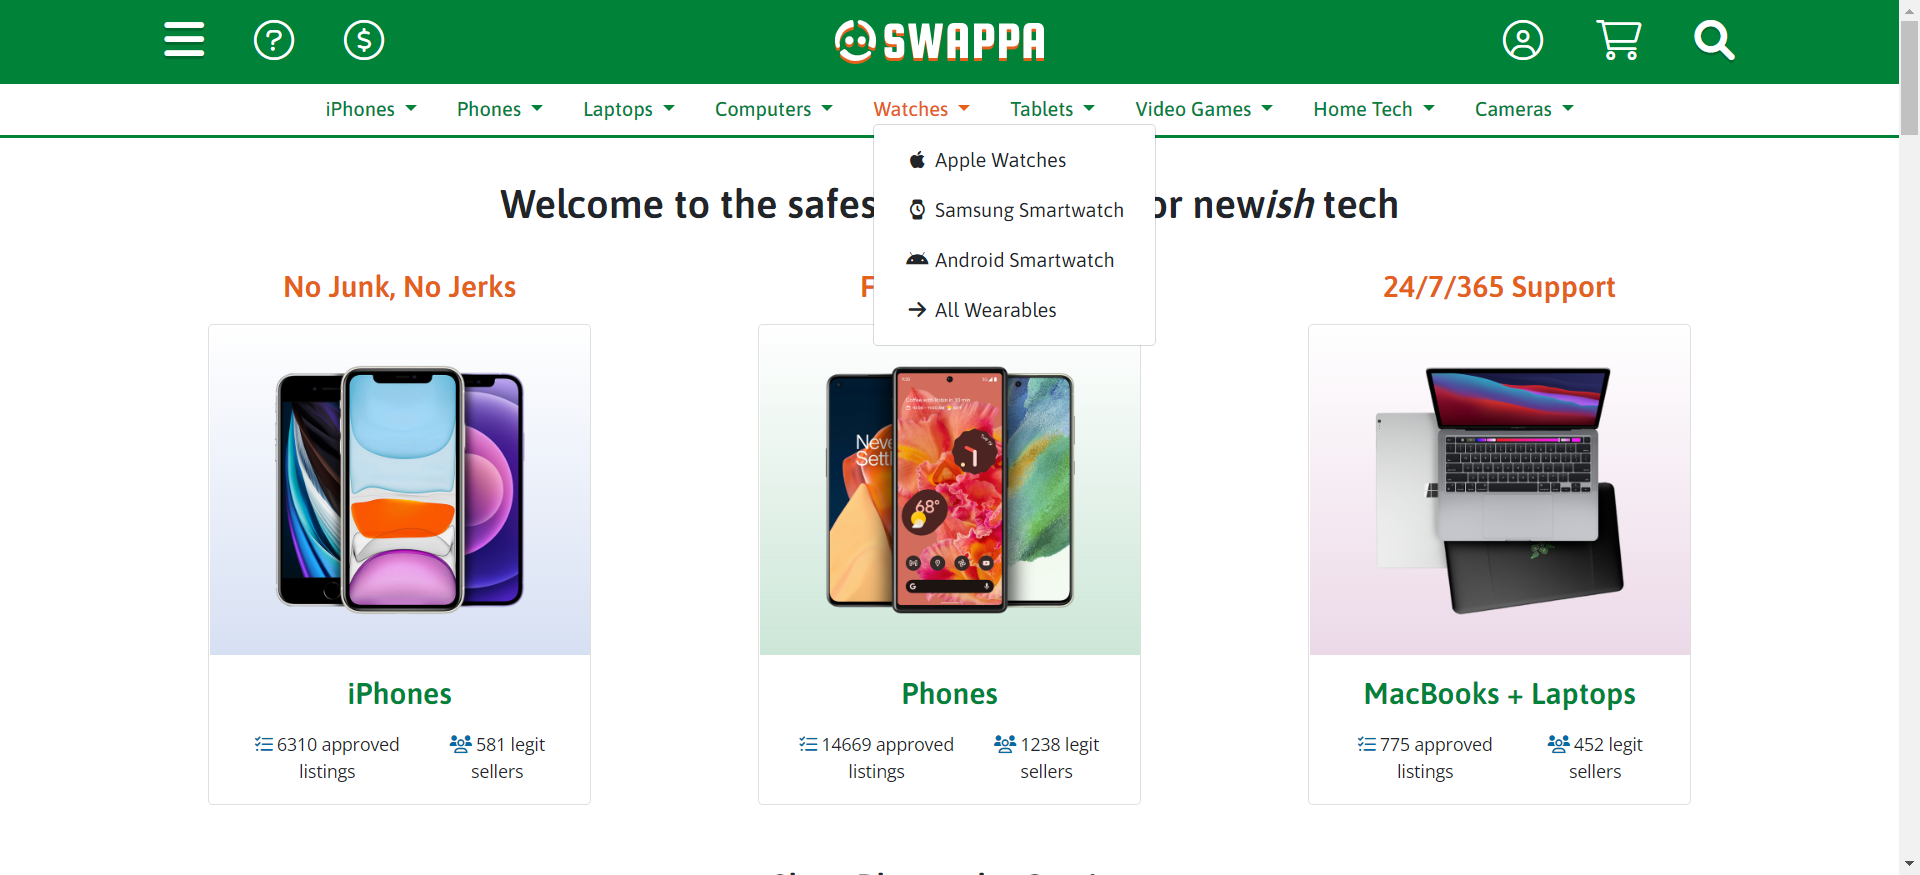 SWAPPA
iPhones
Phones
Laptops
Computers
Watches
Tablets
Video Games
Home Tech
Cameras
Apple Watches
Samsung Smartwatch
Android Smartwatch
All Wearables
Welcome to the safes or newish tech
No Junk, No Jerks
F
24/7/365 Support
Neve
Settl
68°
iPhones
6310 approved
listings
581 legit
sellers
Phones
14669 approved
listings
1238 legit
sellers
MacBooks + Laptops
775 approved
listings
452 legit
sellers